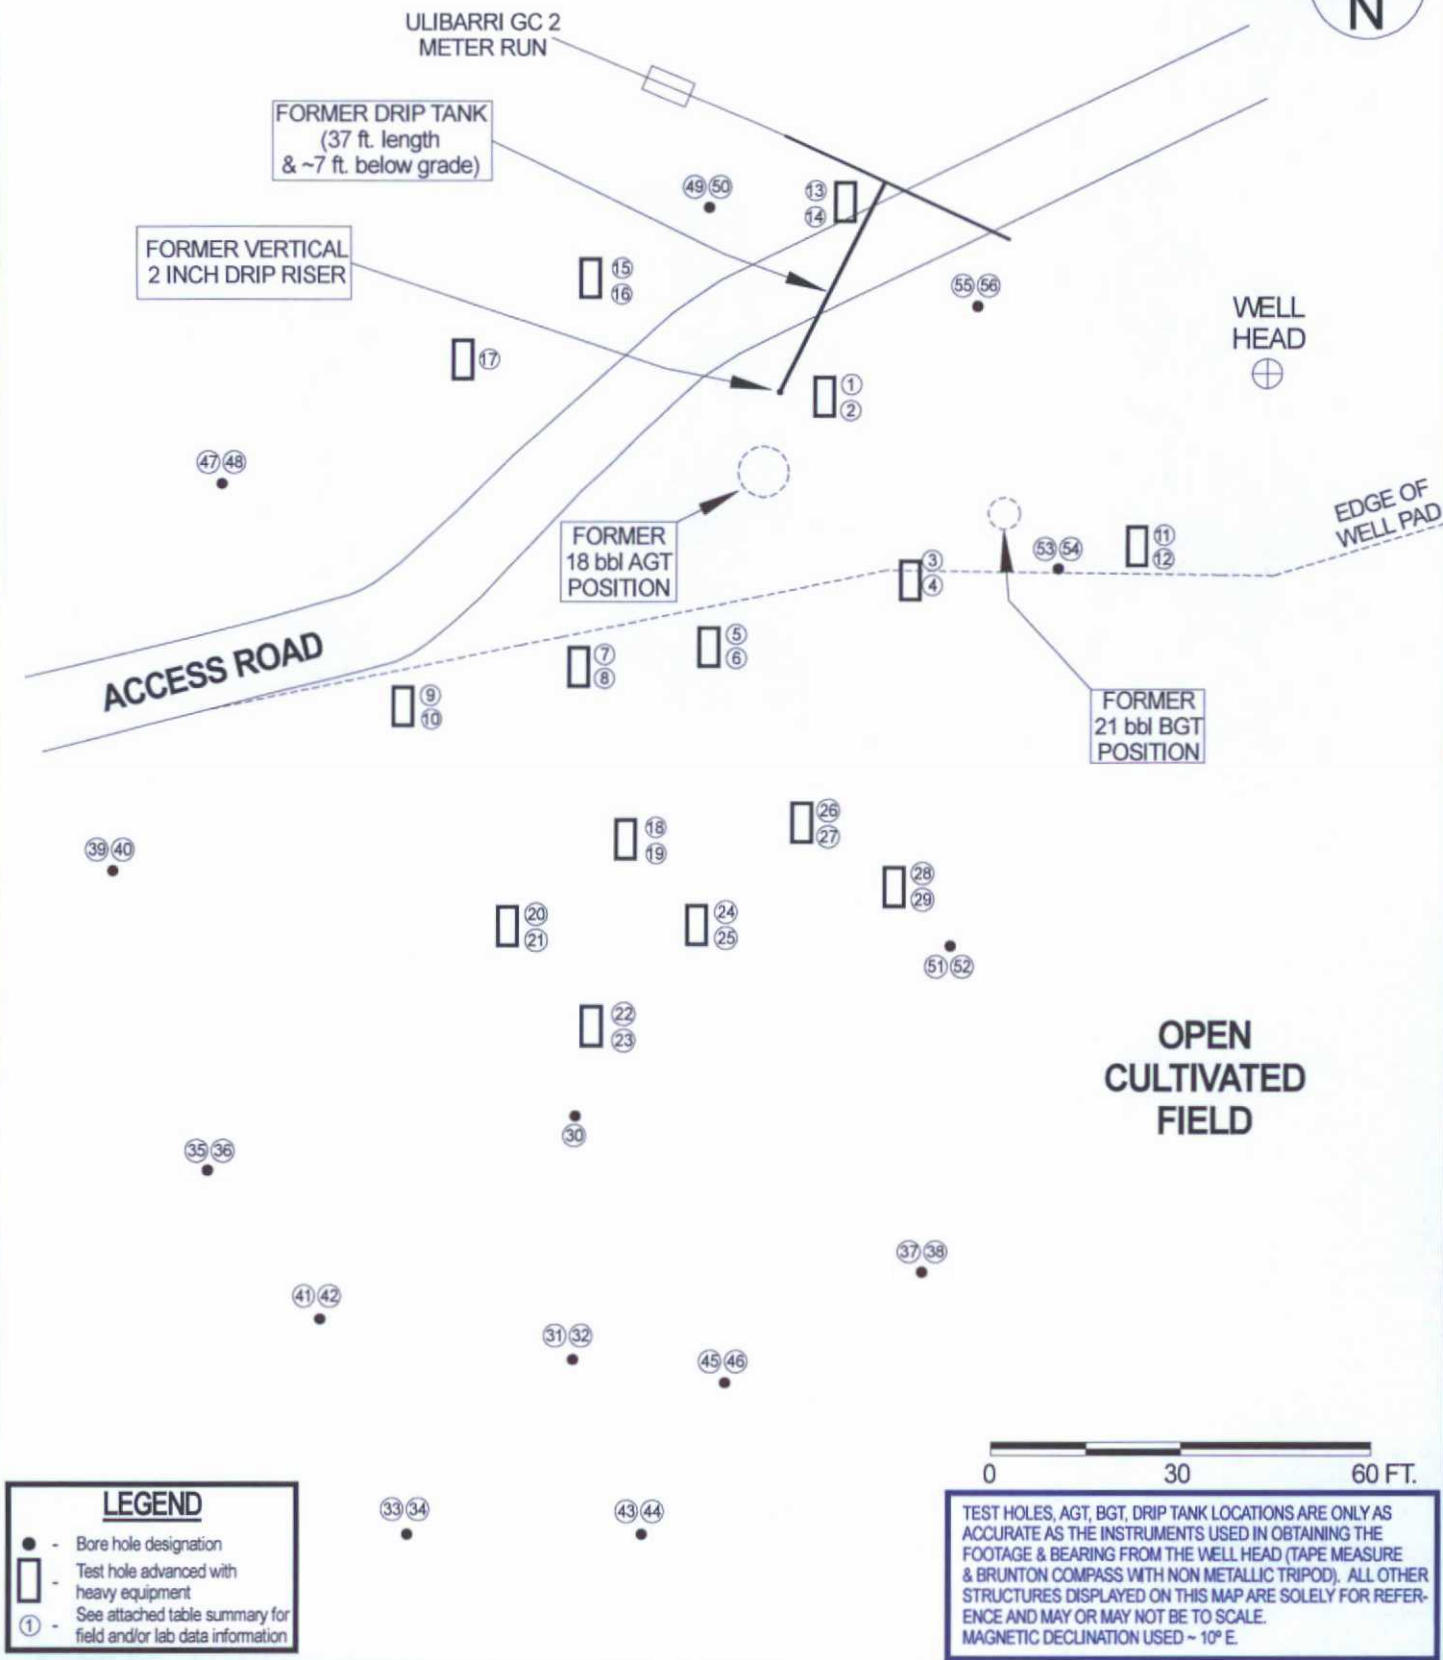 N
ULIBARRI GC 2
METER RUN
FORMER DRIP TANK
(37 ft. length
& ~7 ft. below grade)
49 50
13
14
FORMER VERTICAL
2 INCH DRIP RISER
15
16
55 56
WELL
HEAD
17
1
2
47 48
EDGE OF
WELL PAD
FORMER
18 bbl AGT
POSITION
3
4
53 54
11
12
ACCESS ROAD
5
6
7
8
9
10
FORMER
21 bbl BGT
POSITION
18
19
26
27
39 40
28
29
20
21
24
25
51 52
22
23
OPEN
CULTIVATED
FIELD
30
35 36
37 38
41 42
31 32
45 46
0 30 60 FT.
33 34
43 44
LEGEND
- Bore hole designation
- Test hole advanced with
heavy equipment
1 - See attached table summary for
field and/or lab data information
TEST HOLES, AGT, BGT, DRIP TANK LOCATIONS ARE ONLY AS
ACCURATE AS THE INSTRUMENTS USED IN OBTAINING THE
FOOTAGE & BEARING FROM THE WELL HEAD (TAPE MEASURE
& BRUNTON COMPASS WITH NON METALLIC TRIPOD). ALL OTHER
STRUCTURES DISPLAYED ON THIS MAP ARE SOLELY FOR REFER-
ENCE AND MAY OR MAY NOT BE TO SCALE.
MAGNETIC DECLINATION USED ~ 10° E.